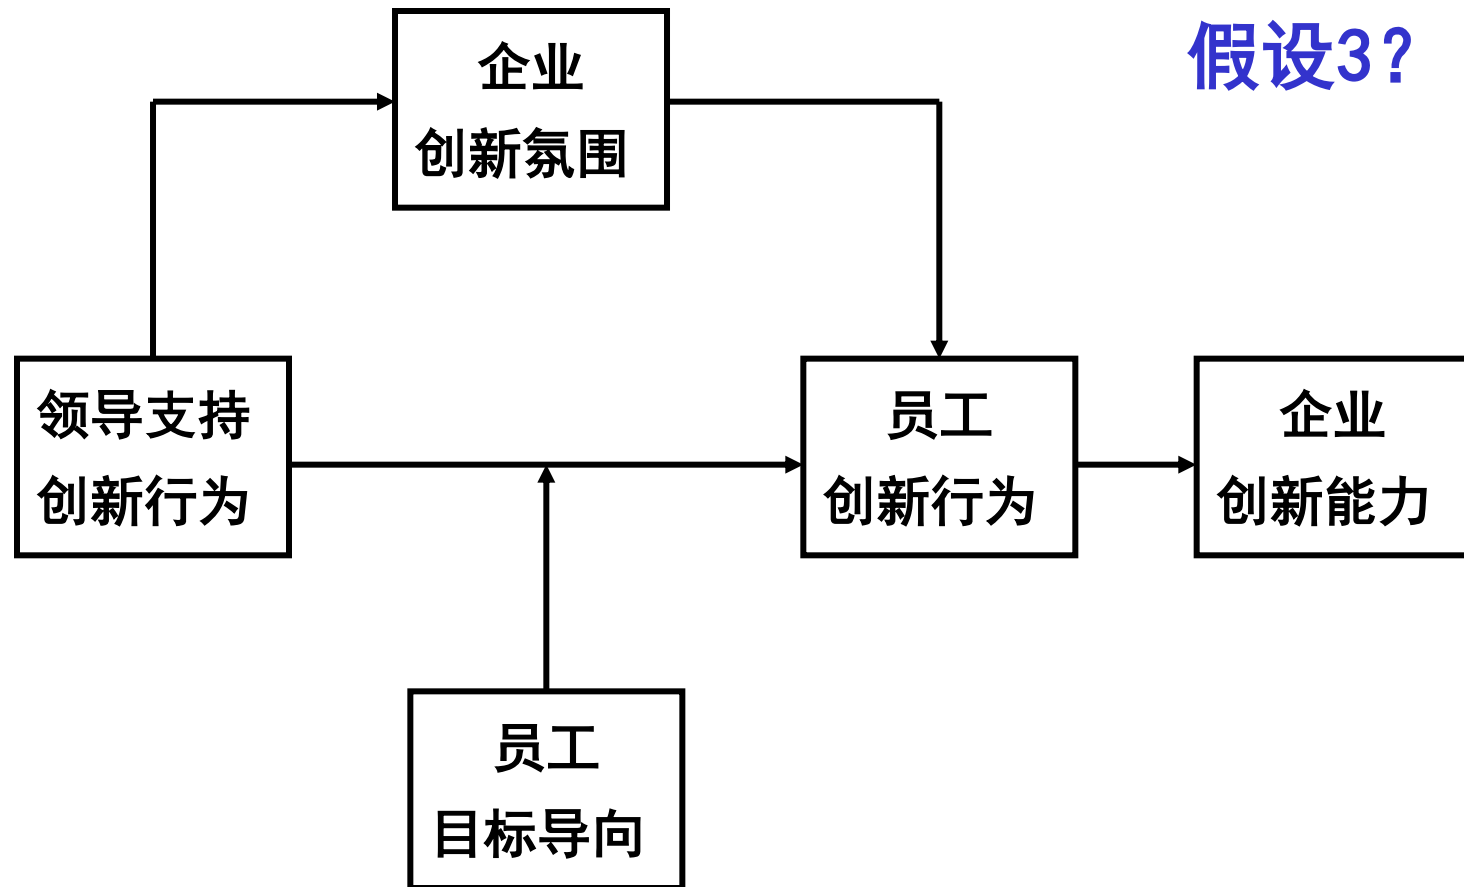 假设3?
企业
创新氛围
领导支持
创新行为
员工
创新行为
企业
创新能力
员工
目标导向